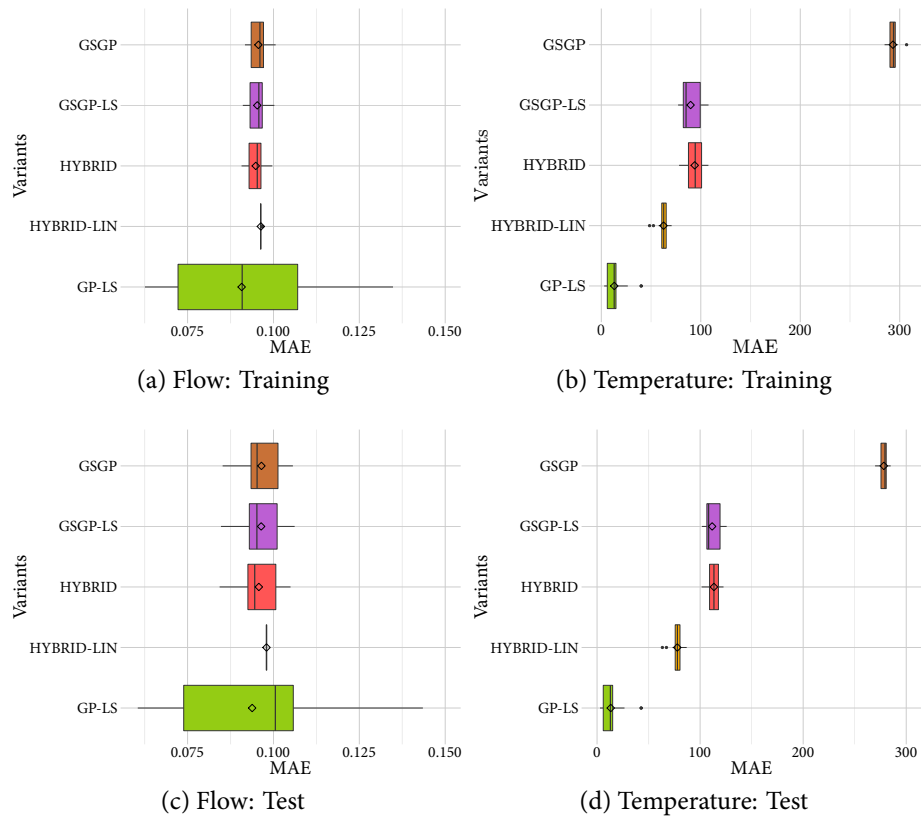 GSGP
GSGP-LS
HYBRID
HYBRID-LIN
GP-LS
Variants
0.075 0.100 0.125 0.150
MAE
(a) Flow: Training
GSGP
GSGP-LS
HYBRID
HYBRID-LIN
GP-LS
Variants
0 100 200 300
MAE
(b) Temperature: Training
GSGP
GSGP-LS
HYBRID
HYBRID-LIN
GP-LS
Variants
0.075 0.100 0.125 0.150
MAE
(c) Flow: Test
GSGP
GSGP-LS
HYBRID
HYBRID-LIN
GP-LS
Variants
0 100 200 300
MAE
(d) Temperature: Test